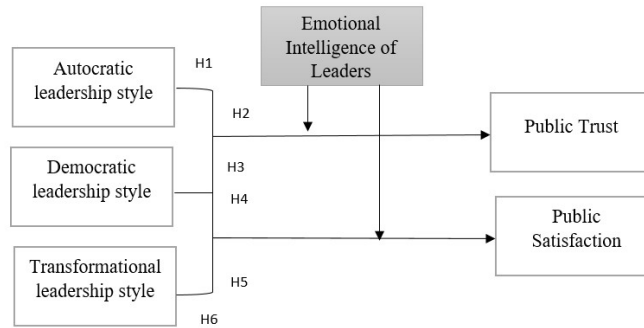 Emotional
Intelligence of
Leaders
H1
Autocratic
leadership style
H2
Public Trust
H3
Democratic
leadership style
H4
Public
Satisfaction
Transformational
leadership style
H5
H6